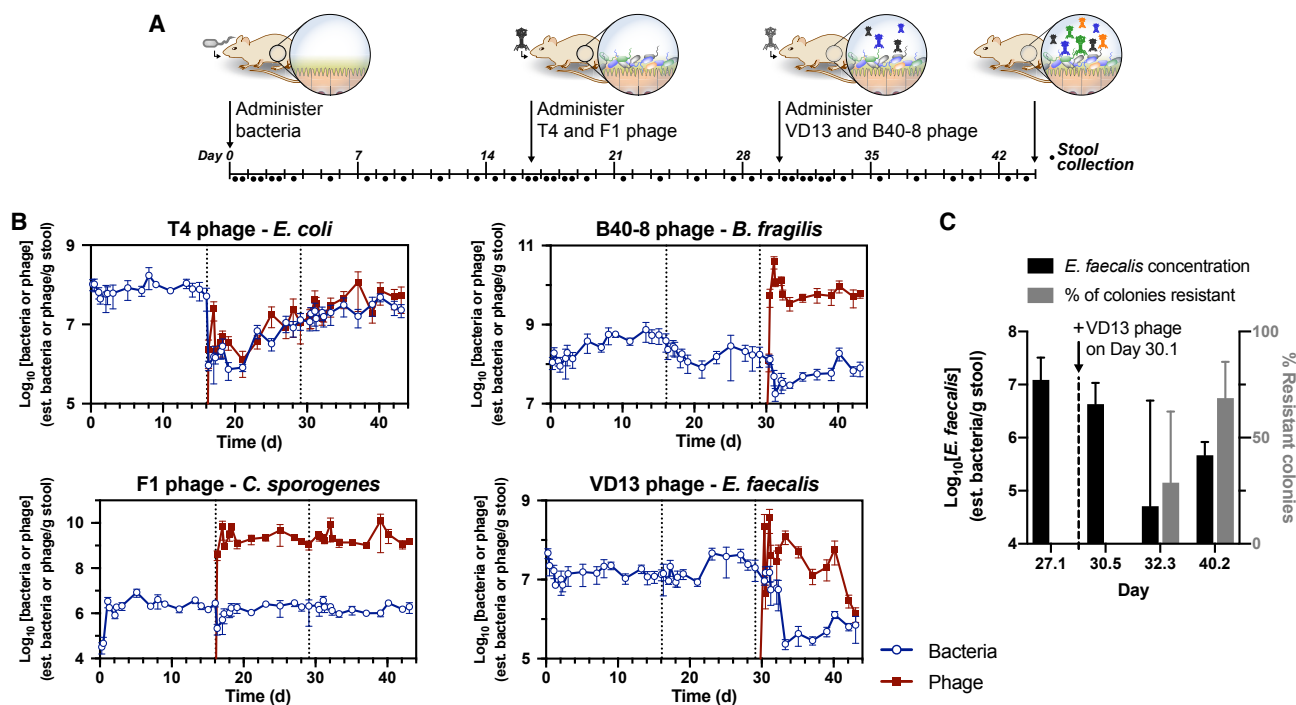 A
Administer
bacteria
Administer
T4 and F1 phage
Administer
VD13 and B40-8 phage
Day 0 7 14 21 28 35 42
Stool
collection
B
T4 phage - E. coli
Log10 [bacteria or phage]
(est. bacteria or phage/g stool)
9
7
5
0 10 20 30 40
Time (d)
B40-8 phage - B. fragilis
Log10 [bacteria or phage]
(est. bacteria or phage/g stool)
11
9
7
5
0 10 20 30 40
Time (d)
F1 phage - C. sporogenes
Log10 [bacteria or phage]
(est. bacteria or phage/g stool)
10
8
6
4
0 10 20 30 40
Time (d)
VD13 phage - E. faecalis
Log10 [bacteria or phage]
(est. bacteria or phage/g stool)
9
7
5
0 10 20 30 40
Time (d)
Bacteria
Phage
C
E. faecalis concentration
% of colonies resistant
+VD13 phage
on Day 30.1
Log10[E. faecalis]
(est. bacteria/g stool)
8
7
6
5
4
100
50
0
% Resistant
colonies
27.1 30.5 32.3 40.2
Day